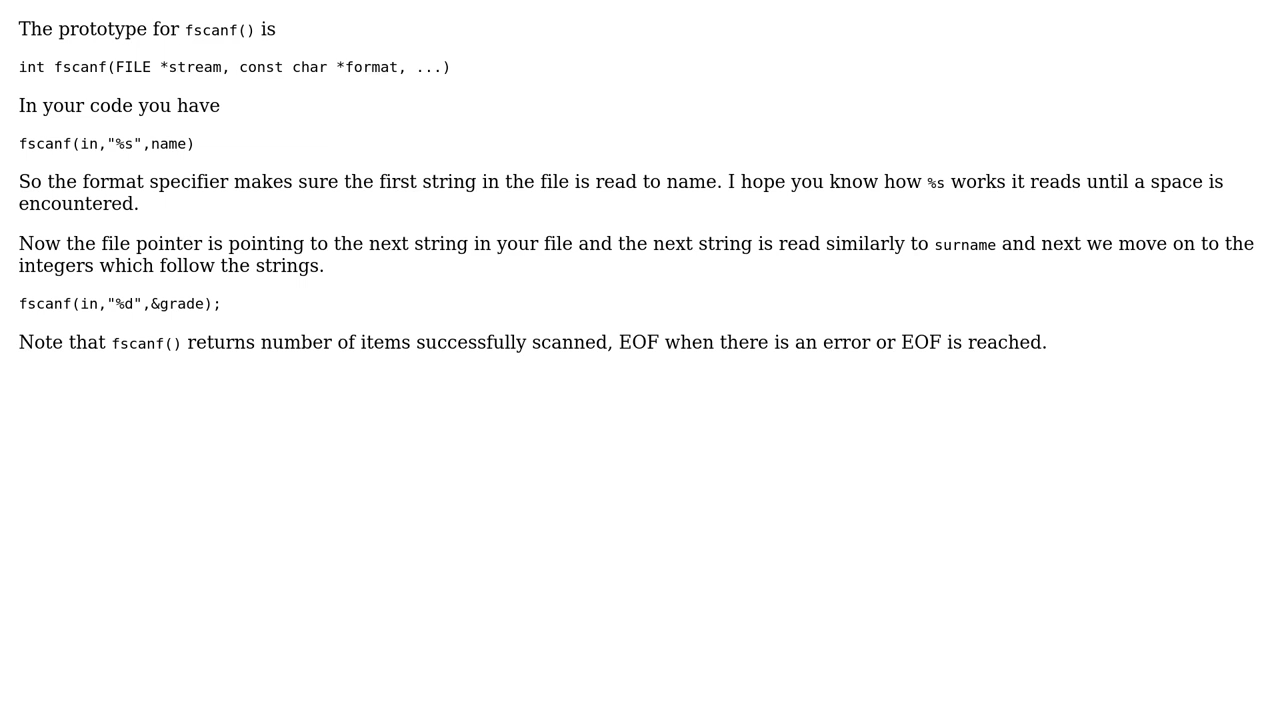 The prototype for fscanf() is
int fscanf(FILE *stream, const char *format, ...)
In your code you have
fscanf(in,"%s",name)
So the format specifier makes sure the first string in the file is read to name. I hope you know how %s works it reads until a space is
encountered.
Now the file pointer is pointing to the next string in your file and the next string is read similarly to surname and next we move on to the
integers which follow the strings.
fscanf(in,"%d",&grade);
Note that fscanf() returns number of items successfully scanned, EOF when there is an error or EOF is reached.